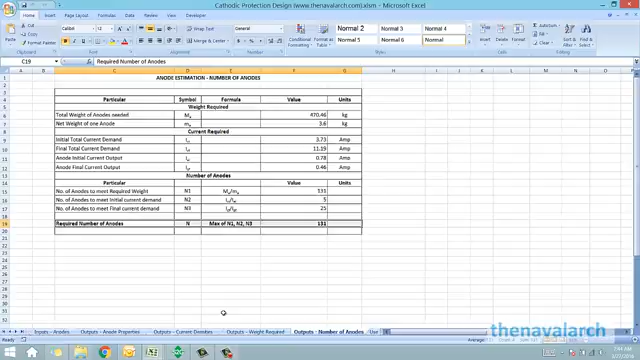 Cathodic Protection Design (www.thenavalarch.com).xlsm - Microsoft Excel
Home Insert Page Layout Formulas Data Review View Developer
Calibri
Normal 2 Normal 3 Normal 4
Normal 5 Normal 6 Normal
C19 Required Number of Anodes
ANODE ESTIMATION - NUMBER OF ANODES
Particular Symbol Formula Value Units
Weight Required
Total Weight of Anodes needed 470.46 kg
Net Weight of one Anode 3.6 kg
Current Required
Initial Total Current Demand 3.73 Amp
Final Total Current Demand 11.19 Amp
Anode Initial Current Output 0.78 Amp
Anode Final Current Output 0.46 Amp
Number of Anodes
Particular Symbol Formula Value Units
No. of Anodes to meet Required Weight N1 131
No. of Anodes to meet Initial current demand N2 5
No. of Anodes to meet Final current demand N3 25
Required Number of Anodes N Max of N1, N2, N3 131
Inputs - Anodes Outputs - Anode Properties Outputs - Current Densities Outputs - Weight Required Outputs - Number of Anodes
thenavalarch